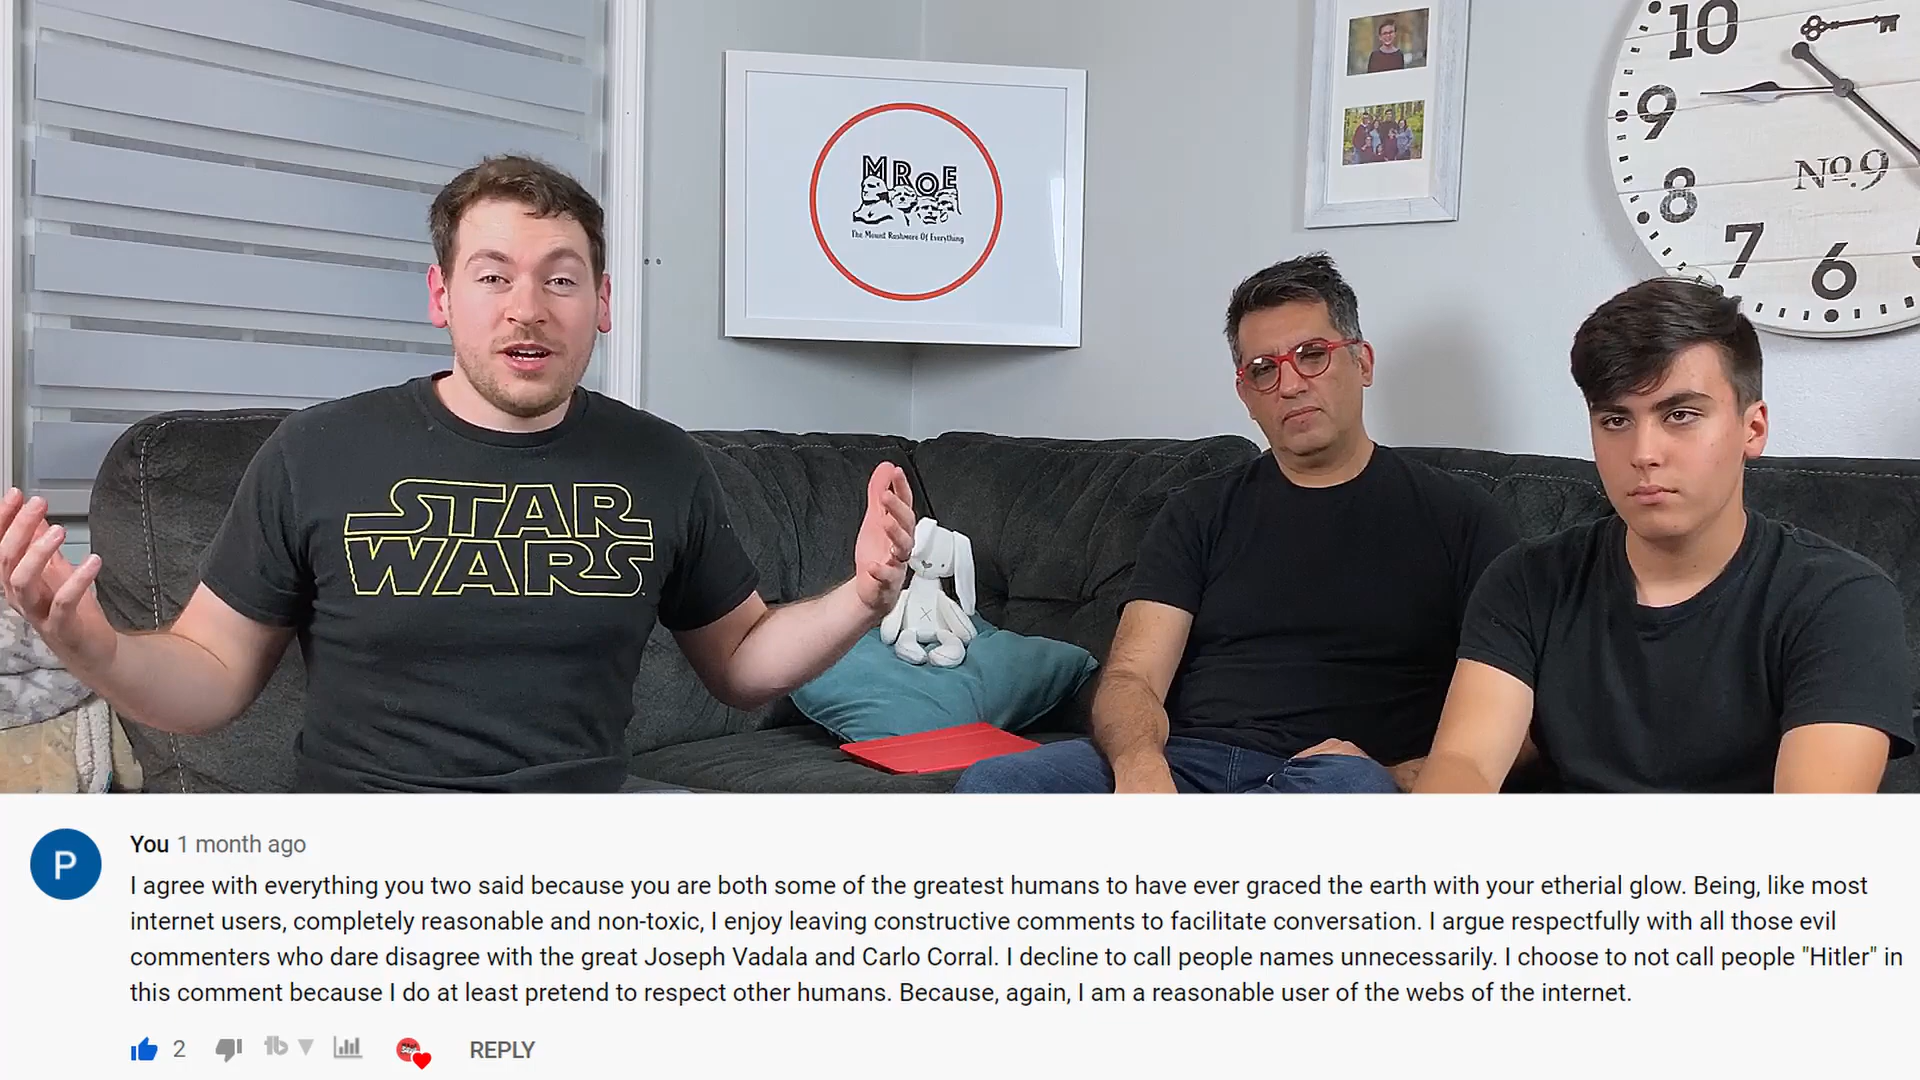 MRoE
The Mount Rushmore Of Everything
10
9
8
7
6
No. 9
STAR
WARS
P
You 1 month ago
I agree with everything you two said because you are both some of the greatest humans to have ever graced the earth with your etherial glow. Being, like most
internet users, completely reasonable and non-toxic, I enjoy leaving constructive comments to facilitate conversation. I argue respectfully with all those evil
commenters who dare disagree with the great Joseph Vadala and Carlo Corral. I decline to call people names unnecessarily. I choose to not call people "Hitler" in
this comment because I do at least pretend to respect other humans. Because, again, I am a reasonable user of the webs of the internet.
2 tb REPLY